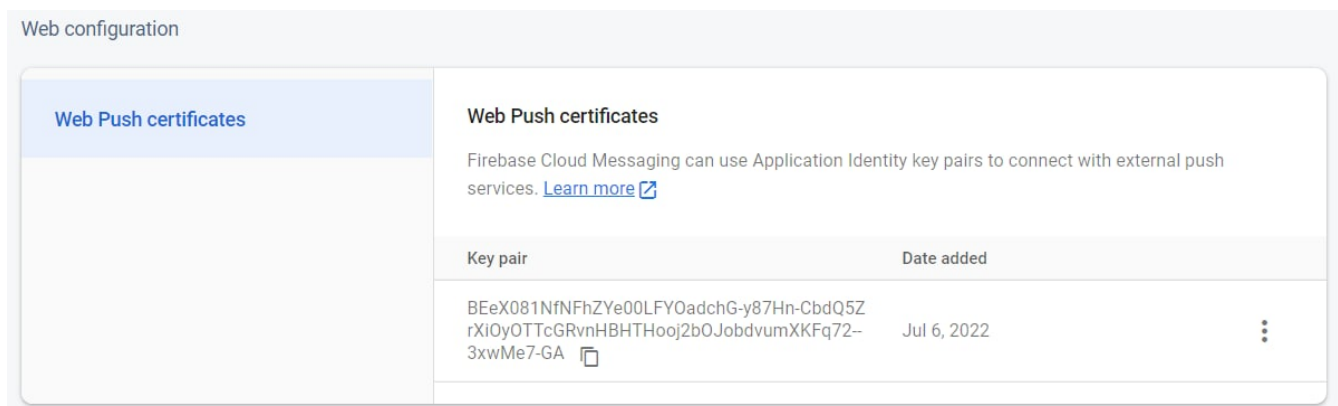 Web configuration
Web Push certificates
Web Push certificates
Firebase Cloud Messaging can use Application Identity key pairs to connect with external push
services. Learn more
Key pair
Date added
BEeX081NfNFhZYe00LFYOadchG-y87Hn-CbdQ5Z
rXiOyOTTcGRvnHBHTHooj2bOJobdvumXKFq72--
3xwMe7-GA
Jul 6, 2022